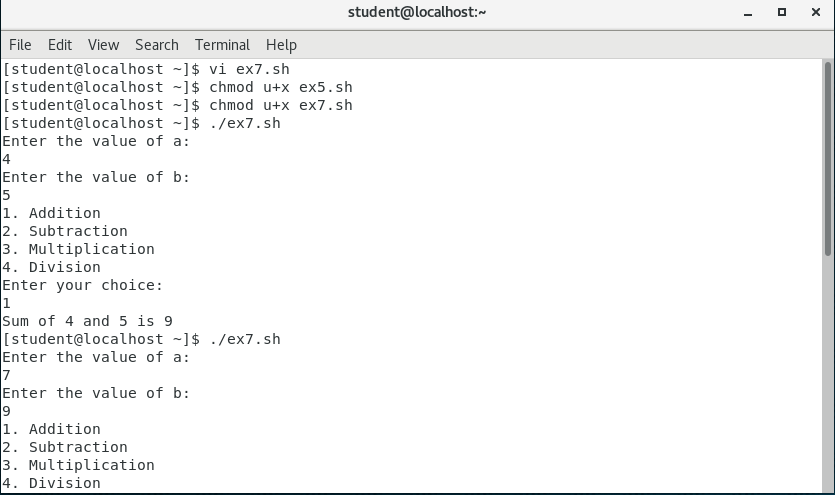 student@localhost:~
File Edit View Search Terminal Help
[student@localhost ~]$ vi ex7.sh
[student@localhost ~]$ chmod u+x ex5.sh
[student@localhost ~]$ chmod u+x ex7.sh
[student@localhost ~]$ ./ex7.sh
Enter the value of a:
4
Enter the value of b:
5
1. Addition
2. Subtraction
3. Multiplication
4. Division
Enter your choice:
1
Sum of 4 and 5 is 9
[student@localhost ~]$ ./ex7.sh
Enter the value of a:
7
Enter the value of b:
9
1. Addition
2. Subtraction
3. Multiplication
4. Division